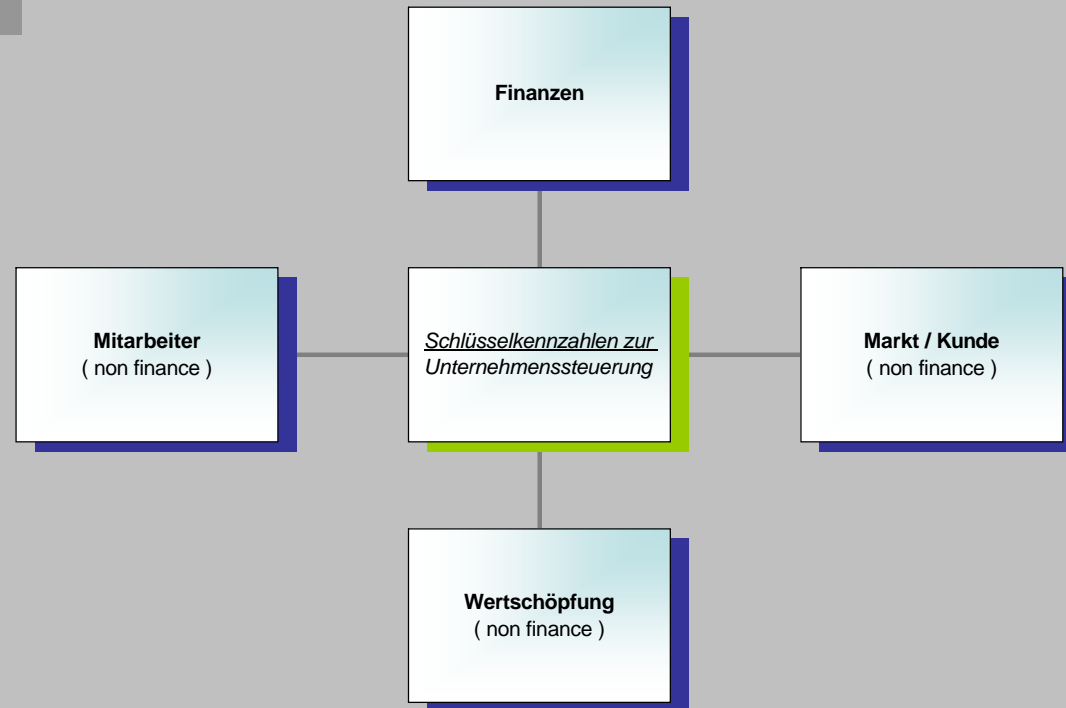 Finanzen
Mitarbeiter
( non finance )
Schlüsselkennzahlen zur
Unternehmenssteuerung
Markt / Kunde
( non finance )
Wertschöpfung
( non finance )